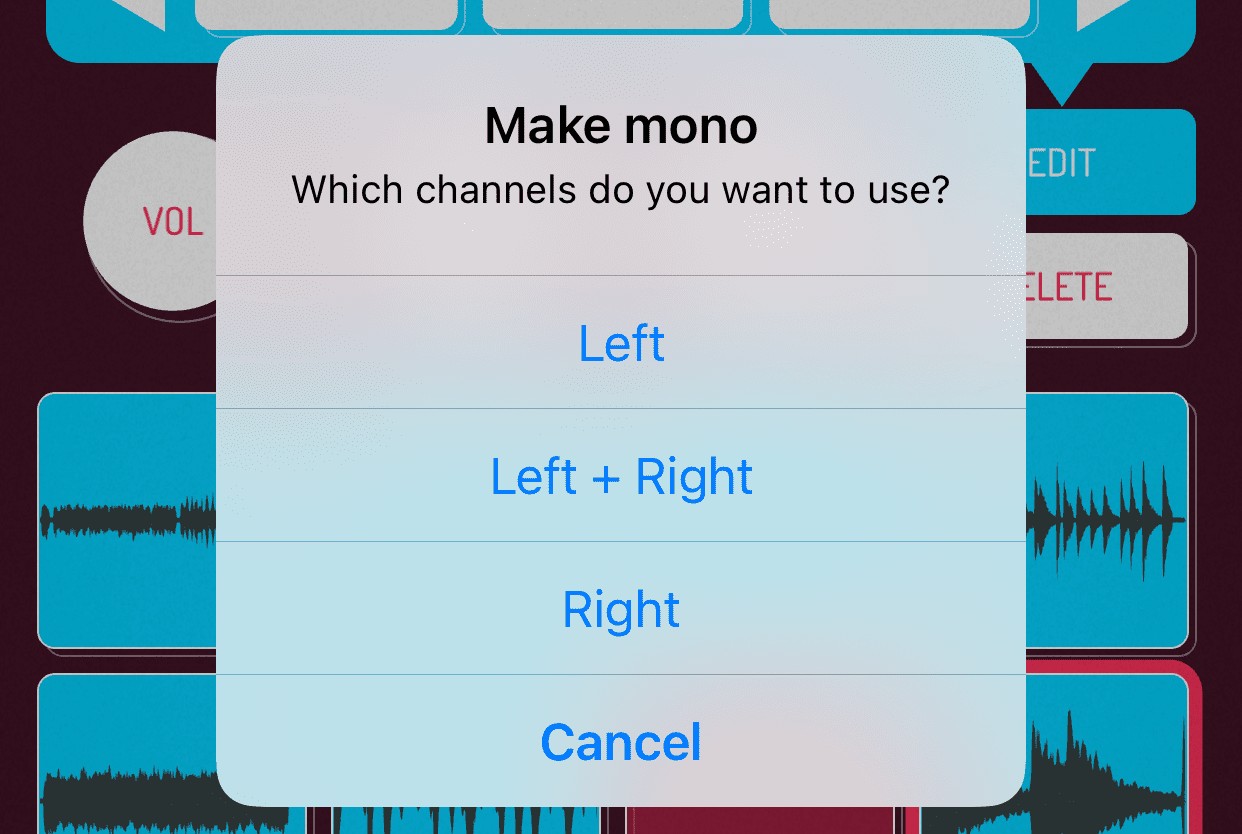 Make mono
Which channels do you want to use?
EDIT
VOL
ELETE
Left
Left + Right
Right
Cancel